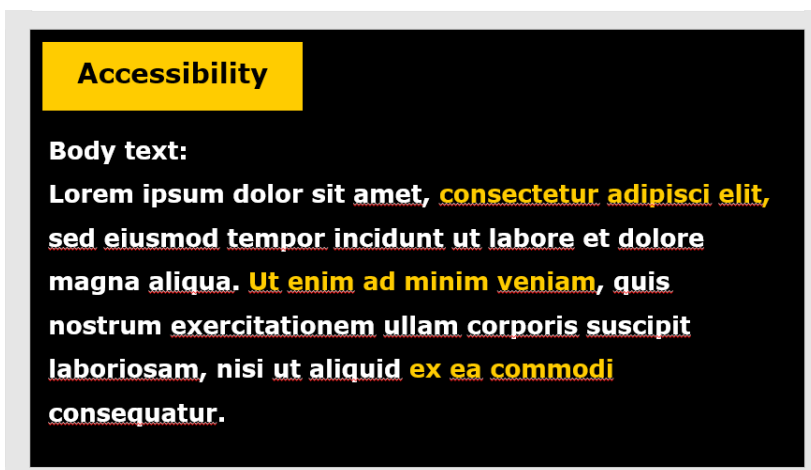 Accessibility
Body text:
Lorem ipsum dolor sit amet, consectetur adipisci elit,
sed eiusmod tempor incidunt ut labore et dolore
magna aliqua. Ut enim ad minim veniam, quis
nostrum exercitationem ullam corporis suscipit
laboriosam, nisi ut aliquid ex ea commodi
consequatur.